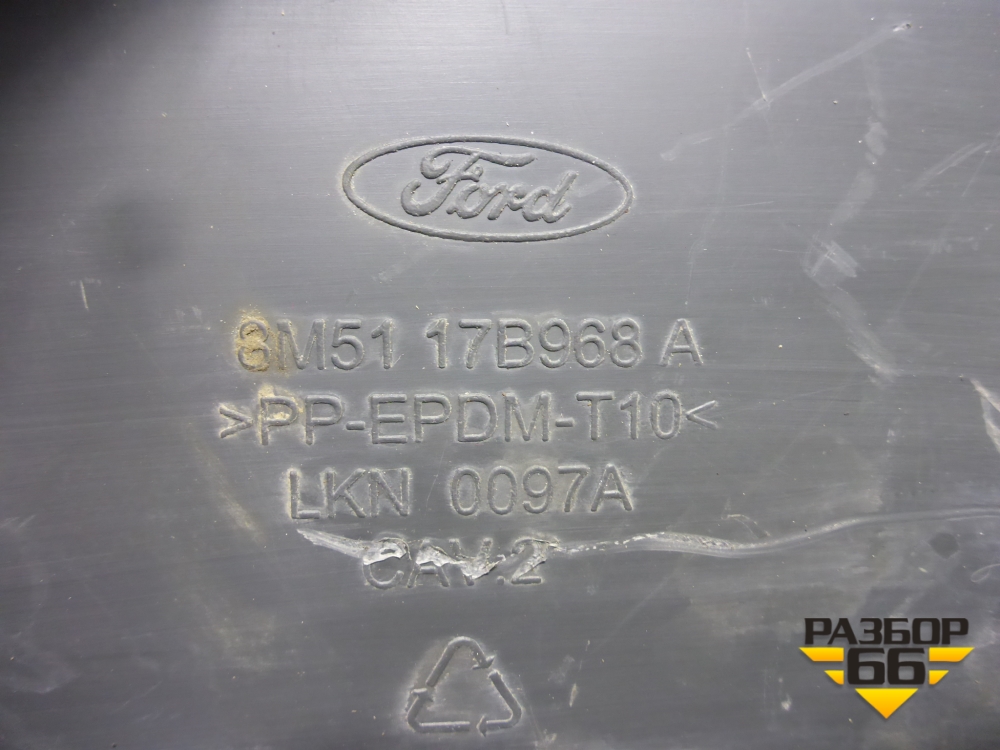 Ford
3M51 17B968 A
>PP-EPDM-T10<
LKN 0097A
CAV.2
РАЗБОР
66